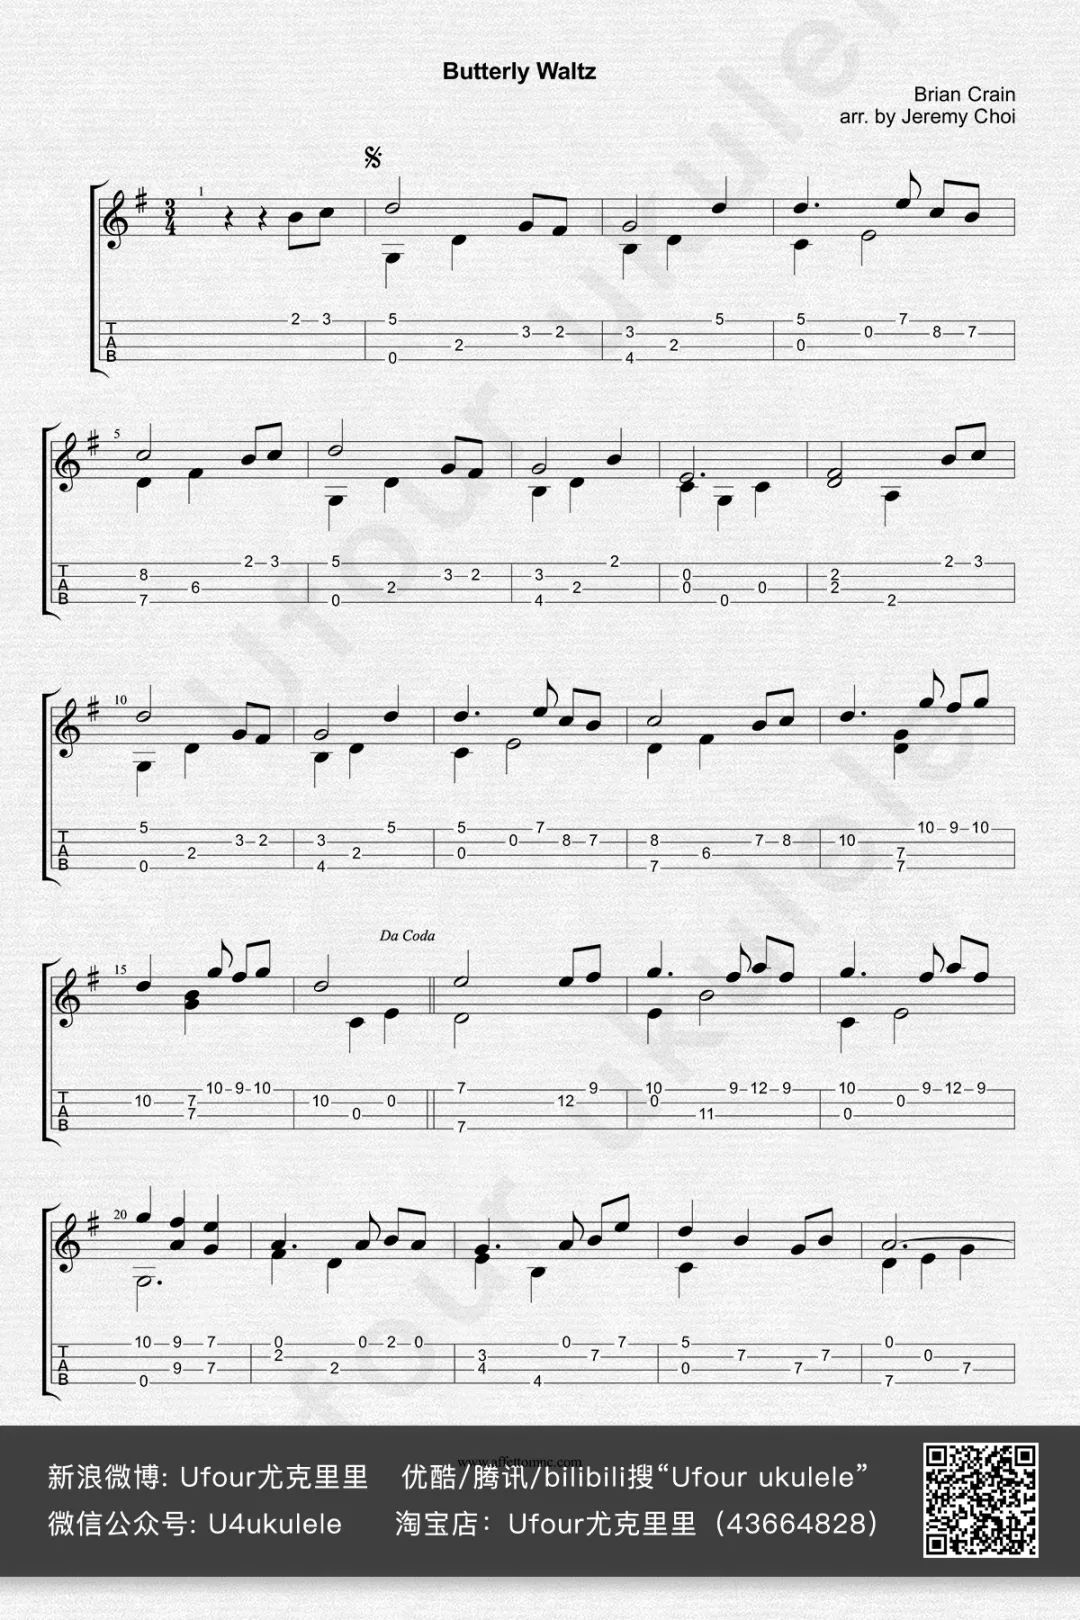 Butterly Waltz
Brian Crain
arr. by Jeremy Choi
3
4
1
2 3 5 0 2 3 2 3 4 2 5 5 0 0 7 8 7
T
A
B
5
8 7 6 2 3 5 0 2 3 2 3 4 2 2 0 0 0 0 2 2 2 2 3
T
A
B
10
5 0 2 3 2 3 4 2 5 5 0 0 7 8 7 8 7 6 7 8 10 7 7 10 9 10
T
A
B
Da Coda
15
10 7 7 10 9 10 10 0 0 7 7 12 9 10 0 11 9 12 9 10 0 0 9 12 9
T
A
B
20
10 0 9 9 7 7 0 2 2 0 2 0 3 4 4 0 7 7 5 0 7 7 7 0 7 0 7
T
A
B
Ufour ukulele
Ufour ukulele
Ufour ukulele
新浪微博: Ufour尤克里里 优酷/腾讯/bilibili搜“Ufour ukulele”
微信公众号: U4ukulele 淘宝店：Ufour尤克里里（43664828）